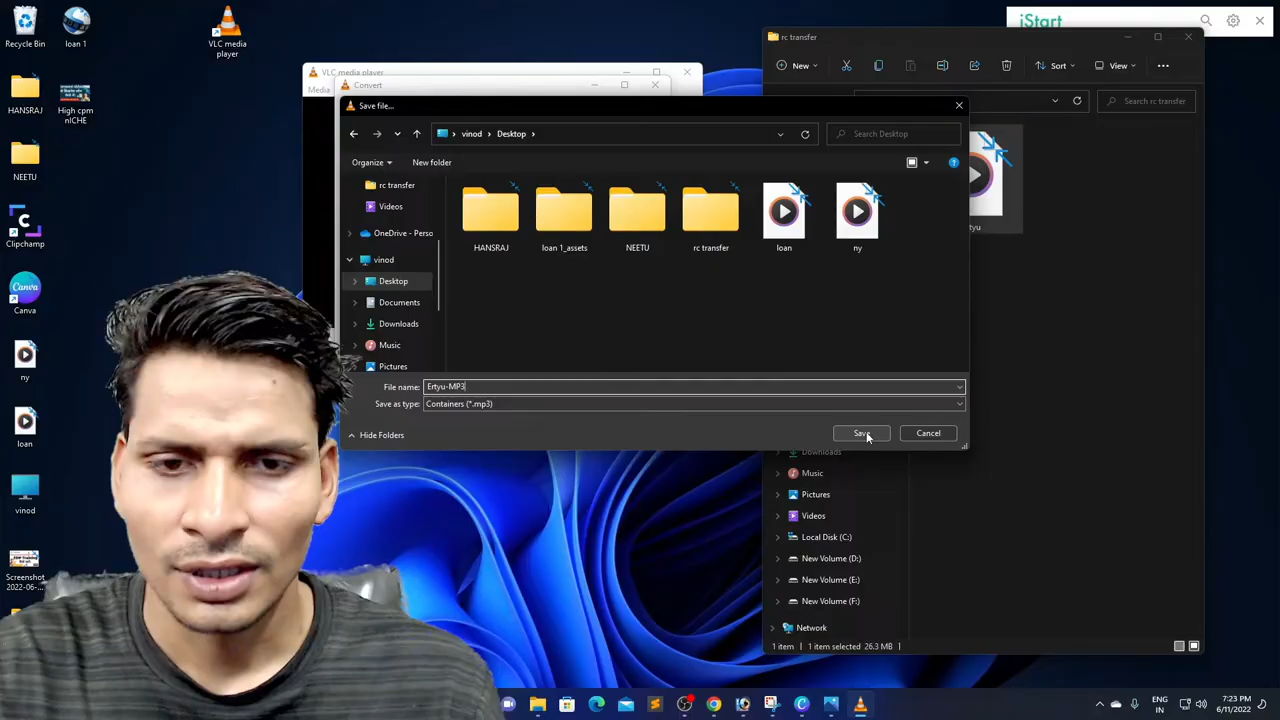 Recycle Bin
loan 1
VLC media
player
HANSRAJ
High cpm
nICHE
NEETU
Clipchamp
Canva
ny
loan
vinod
Screenshot
2022-06-...
iStart
rc transfer
New
Sort
View
Search rc transfer
VLC media player
Media
Convert
Save file...
vinod
Desktop
Search Desktop
Organize
New folder
rc transfer
Videos
OneDrive - Perso
vinod
Desktop
Documents
Downloads
Music
Pictures
HANSRAJ
loan 1_assets
NEETU
rc transfer
loan
ny
tyu
File name: Ertyu-MP3
Save as type: Containers (*.mp3)
Hide Folders
Save
Cancel
Downloads
Music
Pictures
Videos
Local Disk (C:)
New Volume (D:)
New Volume (E:)
New Volume (F:)
Network
1 item
1 item selected 26.3 MB
ENG
IN
7:23 PM
6/11/2022